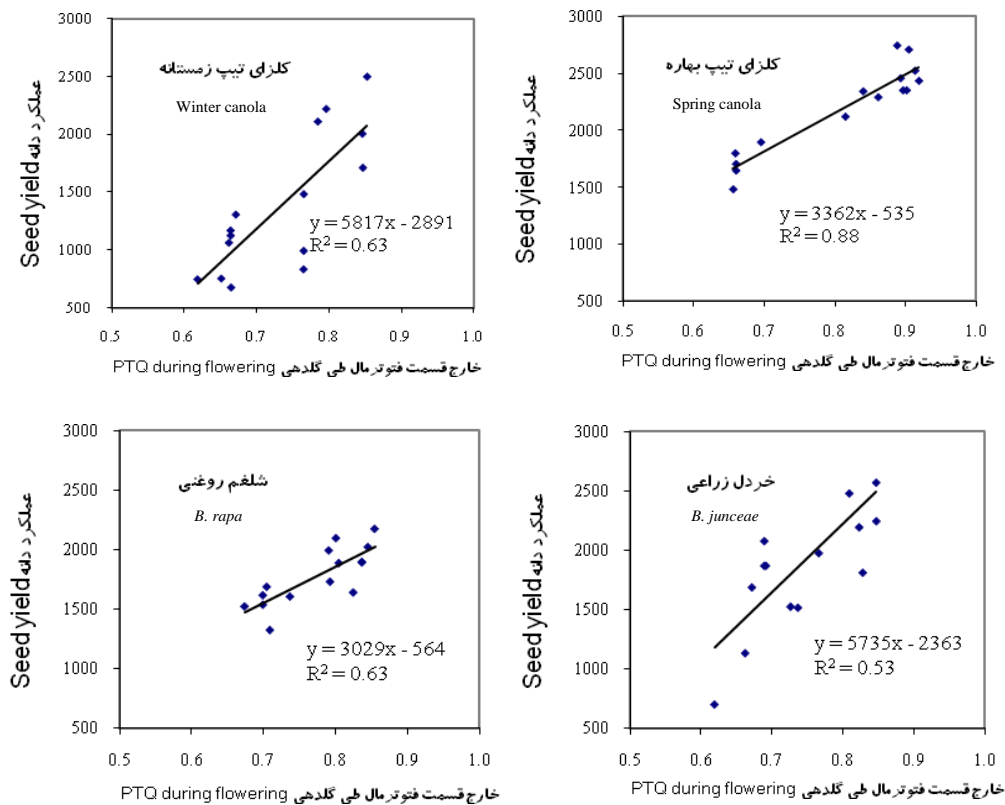 3000
2500
2000
1500
1000
500
0.5 0.6 0.7 0.8 0.9 1.0
Seed yield عملکرد دانه
کلزای تیپ زمستانه
Winter canola
y = 5817x - 2891
R² = 0.63
PTQ during flowering خارج قسمت فتوترمال طی گلدهی
3000
2500
2000
1500
1000
500
0.5 0.6 0.7 0.8 0.9 1.0
Seed yield عملکرد دانه
کلزای تیپ بهاره
Spring canola
y = 3362x - 535
R² = 0.88
PTQ during flowering خارج قسمت فتوترمال طی گلدهی
3000
2500
2000
1500
1000
500
0.5 0.6 0.7 0.8 0.9 1.0
Seed yield عملکرد دانه
شلغم روغنی
B. rapa
y = 3029x - 564
R² = 0.63
PTQ during flowering خارج قسمت فتوترمال طی گلدهی
3000
2500
2000
1500
1000
500
0.5 0.6 0.7 0.8 0.9 1.0
Seed yield عملکرد دانه
خردل زراعی
B. junceae
y = 5735x - 2363
R² = 0.53
PTQ during flowering خارج قسمت فتوترمال طی گلدهی